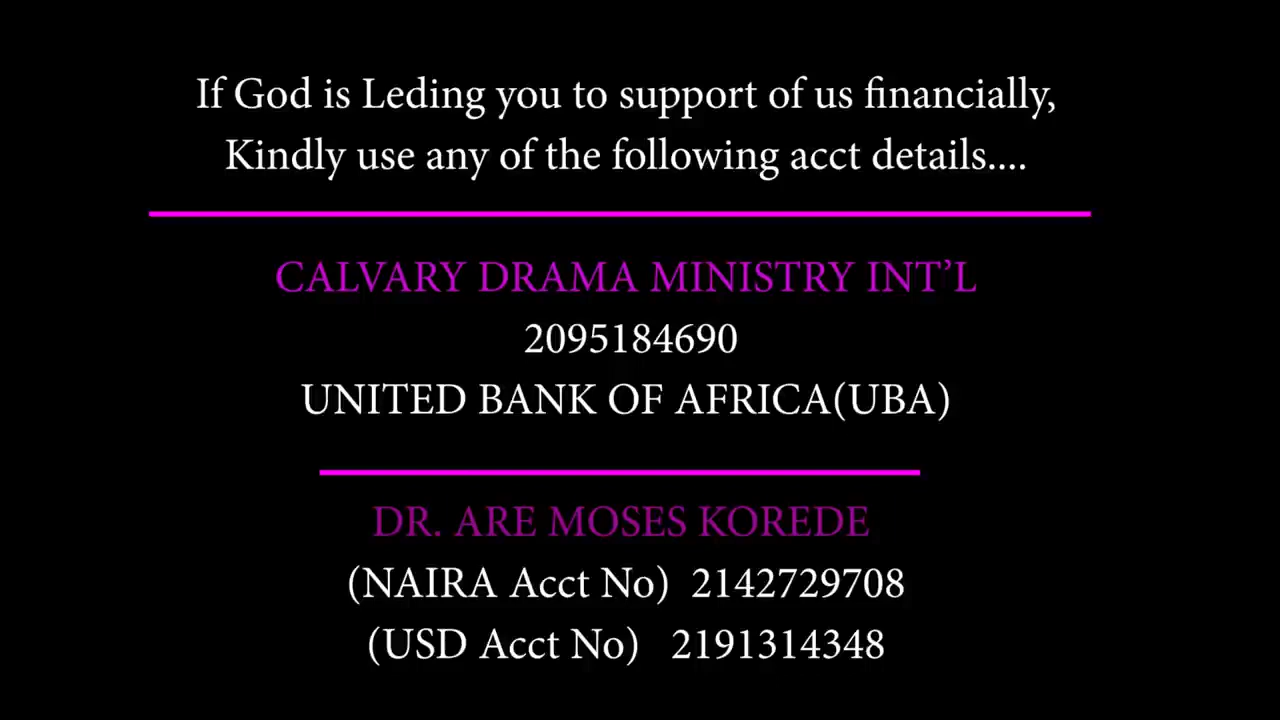 If God is Leding you to support of us financially,
Kindly use any of the following acct details....
CALVARY DRAMA MINISTRY INT’L
2095184690
UNITED BANK OF AFRICA(UBA)
DR. ARE MOSES KOREDE
(NAIRA Acct No) 2142729708
(USD Acct No) 2191314348